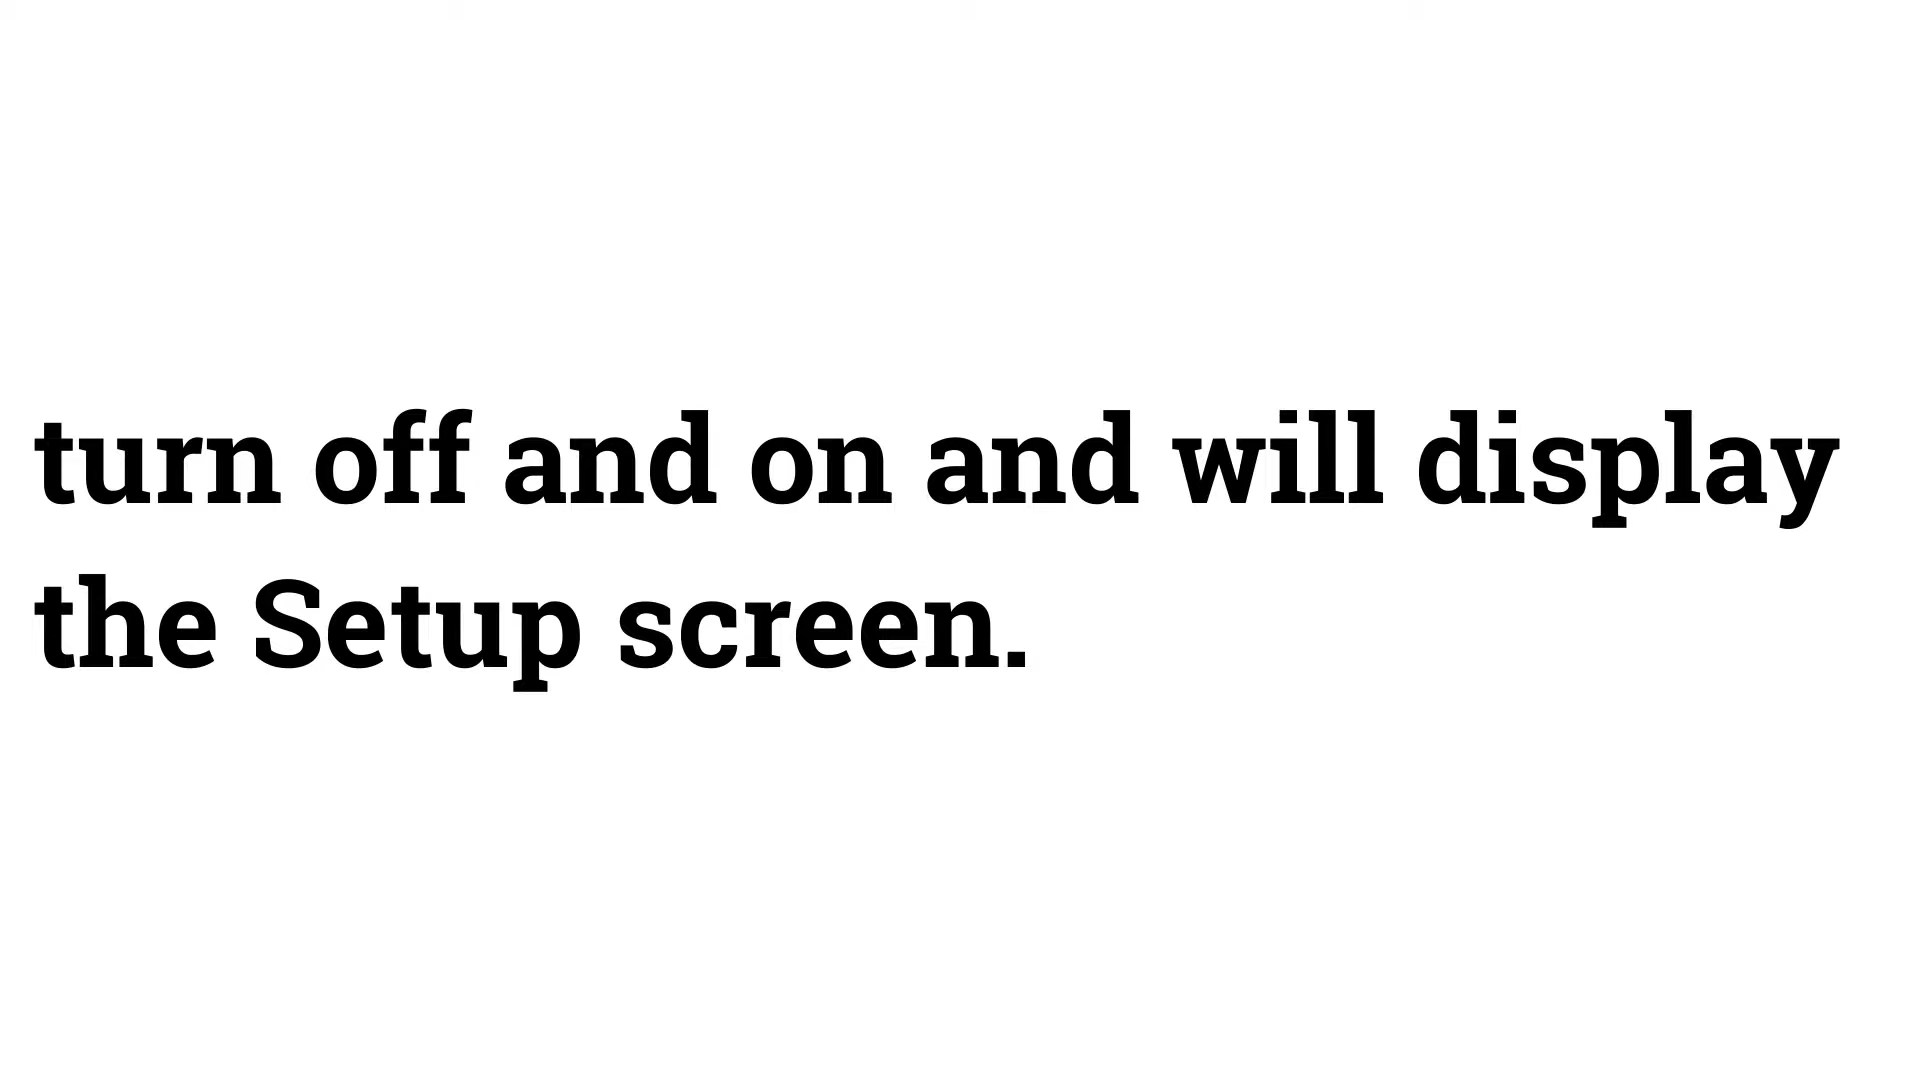 turn off and on and will display
the Setup screen.